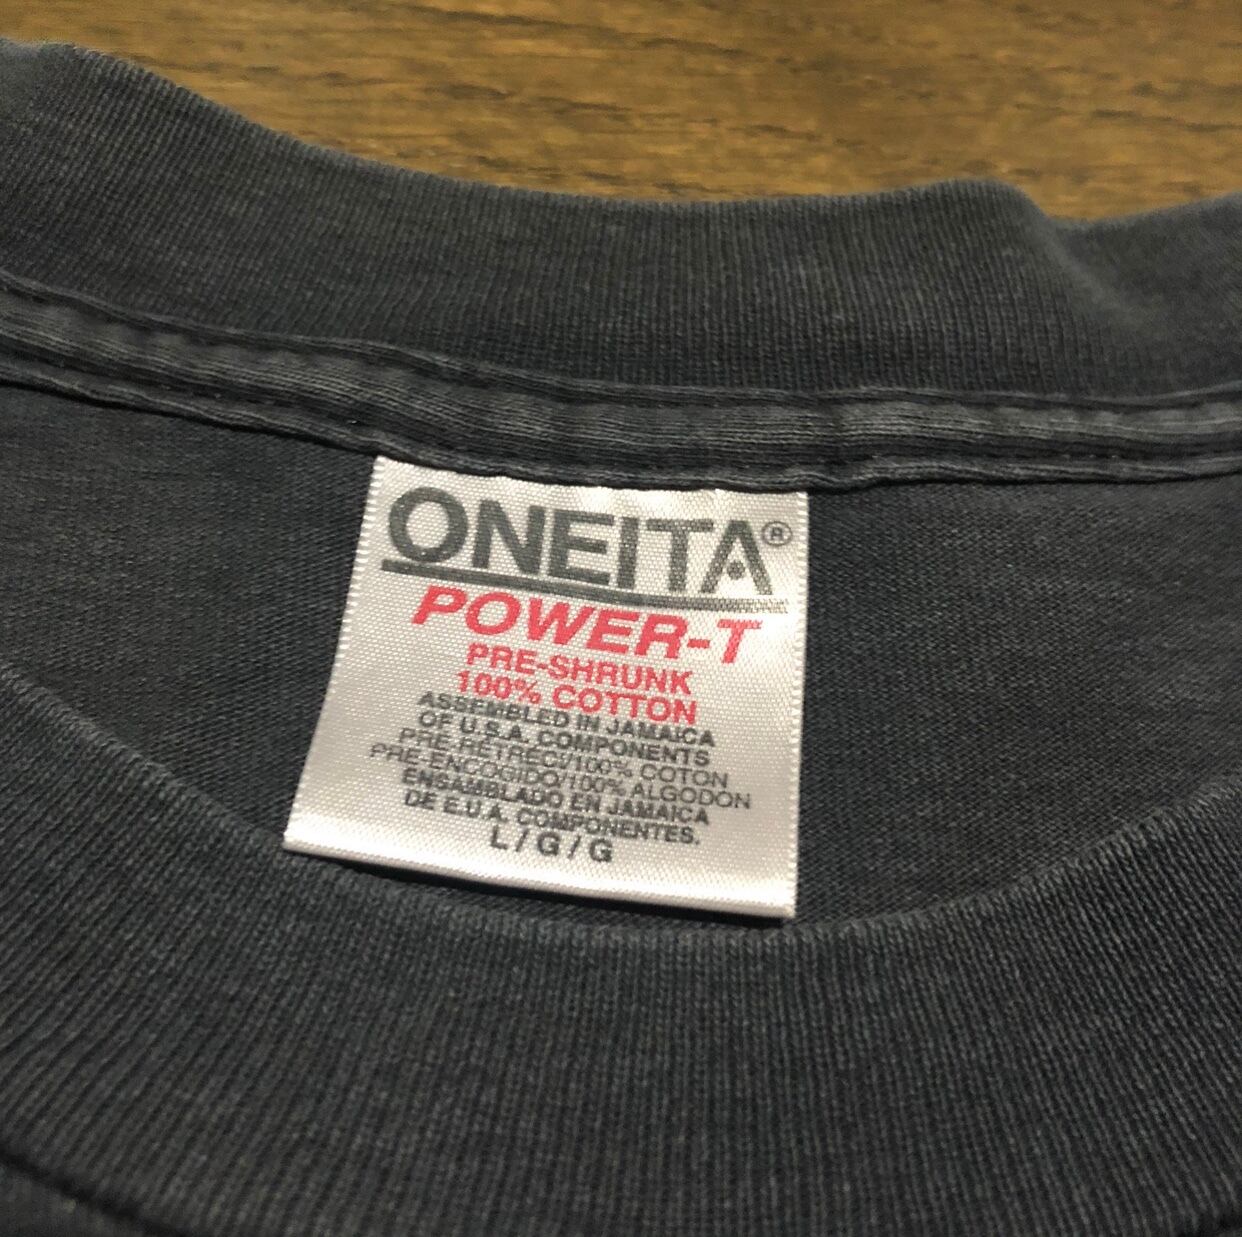 ONEITA®
POWER-T
PRE-SHRUNK
100% COTTON
ASSEMBLED IN JAMAICA
OF U.S.A. COMPONENTS
PRE-RETRECI/100% COTON
PRE-ENCOGIDO/100% ALGODON
ENSAMBLADO EN JAMAICA
DE E.U.A. COMPONENTES.
L/G/G